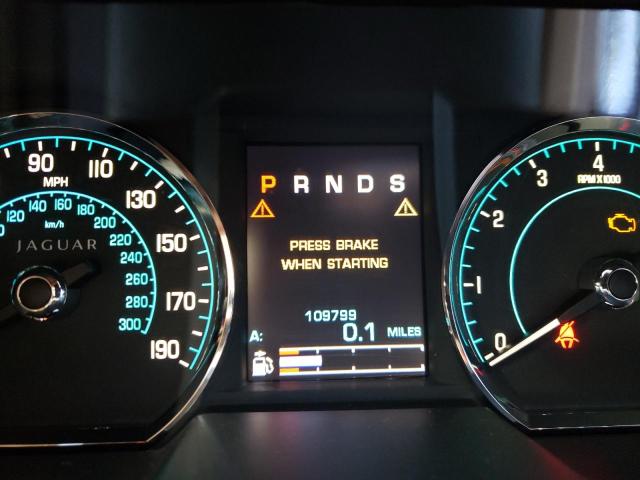 90 110 130 150 170 190
MPH
120 140 160 180 200 220 240 260 280 300
km/h
JAGUAR
P R N D S
PRESS BRAKE
WHEN STARTING
109799
A: 0.1 MILES
0 1 2 3 4
RPM X 1000